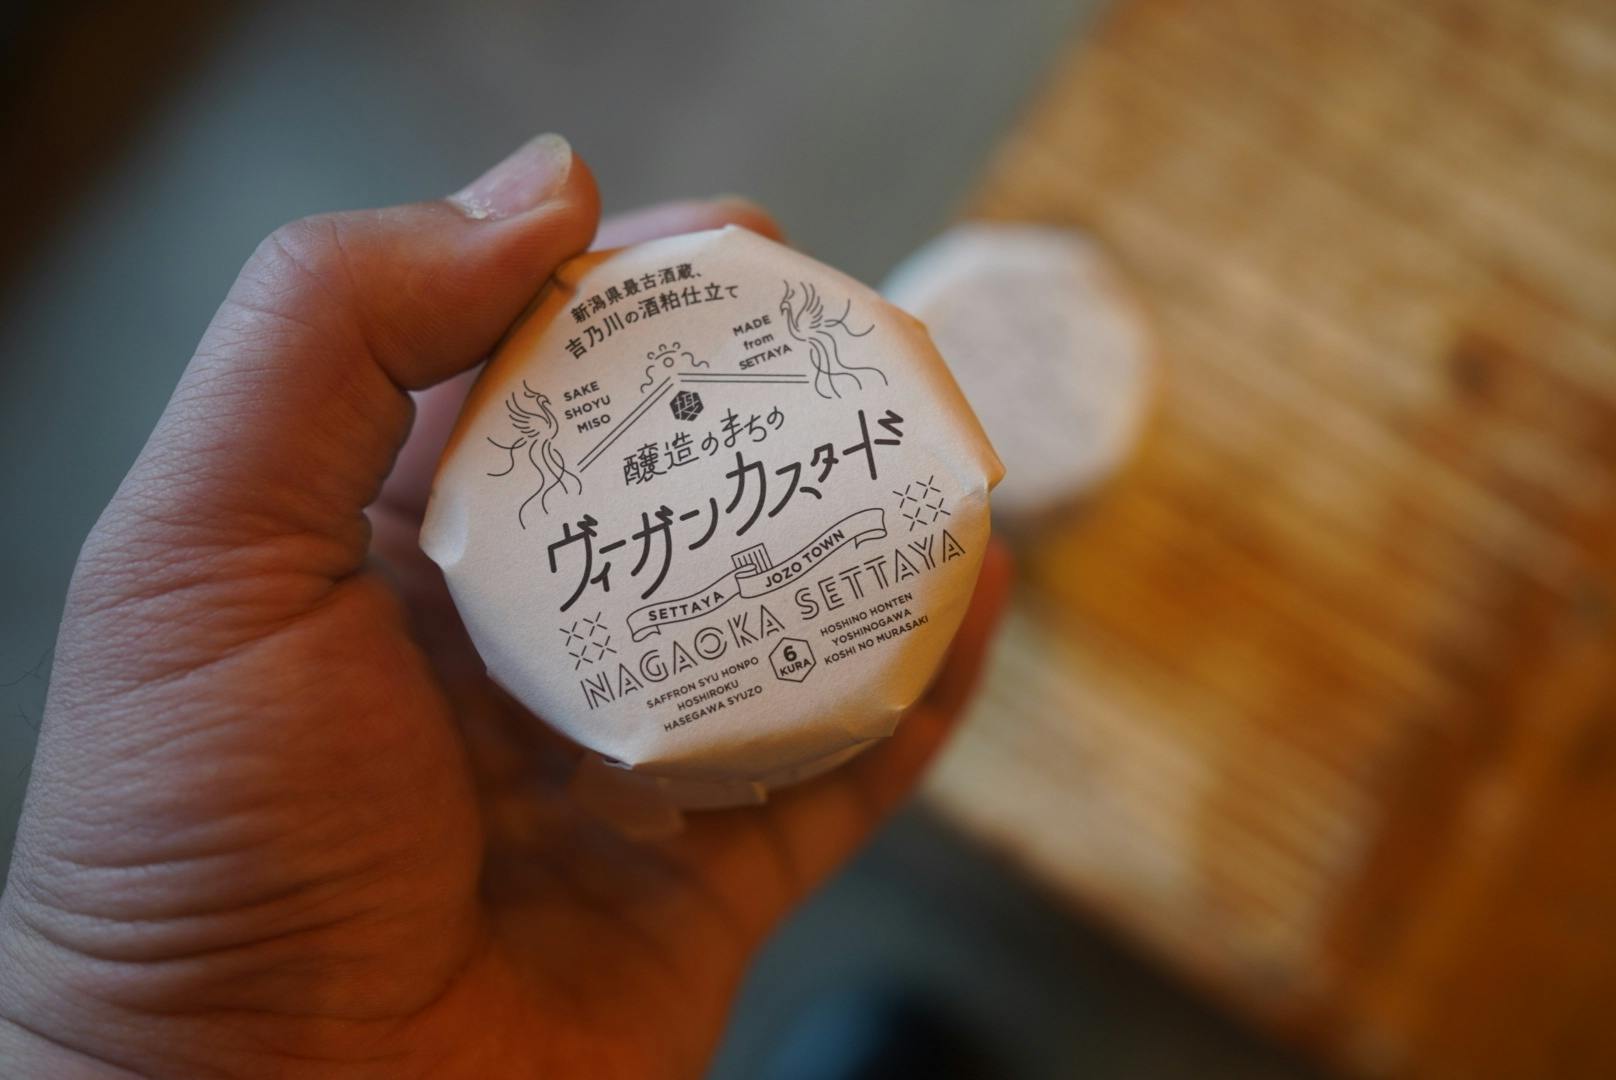 新潟県最古酒蔵、
吉乃川の酒粕仕立て
MADE
from
SETTAYA
SAKE
SHOYU
MISO
醸造のまちの
ヴィーガンカスタード
SETTAYA JOZO TOWN
NAGAOKA SETTAYA
SAFFRON SYU HONPO
HOSHIROKU
HASEGAWA SYUZO
6
KURA
HOSHINO HONTEN
YOSHINOGAWA
KOSHI NO MURASAKI